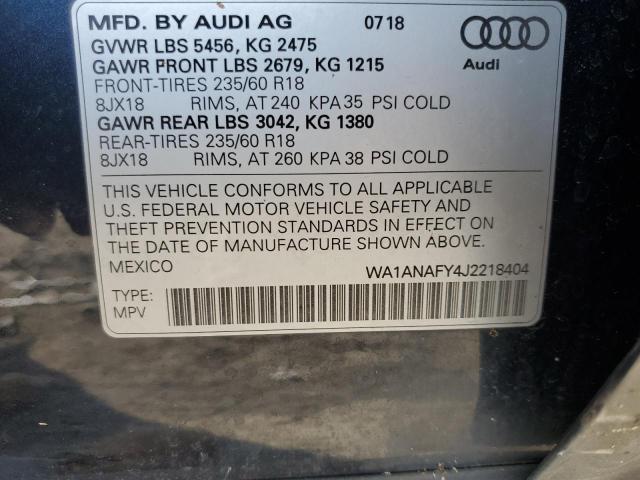 MFD. BY AUDI AG 0718
GVWR LBS 5456, KG 2475
GAWR FRONT LBS 2679, KG 1215
Audi
FRONT-TIRES 235/60 R18
8JX18 RIMS, AT 240 KPA 35 PSI COLD
GAWR REAR LBS 3042, KG 1380
REAR-TIRES 235/60 R18
8JX18 RIMS, AT 260 KPA 38 PSI COLD
THIS VEHICLE CONFORMS TO ALL APPLICABLE
U.S. FEDERAL MOTOR VEHICLE SAFETY AND
THEFT PREVENTION STANDARDS IN EFFECT ON
THE DATE OF MANUFACTURE SHOWN ABOVE.
MEXICO WA1ANAFY4J2218404
TYPE:
MPV